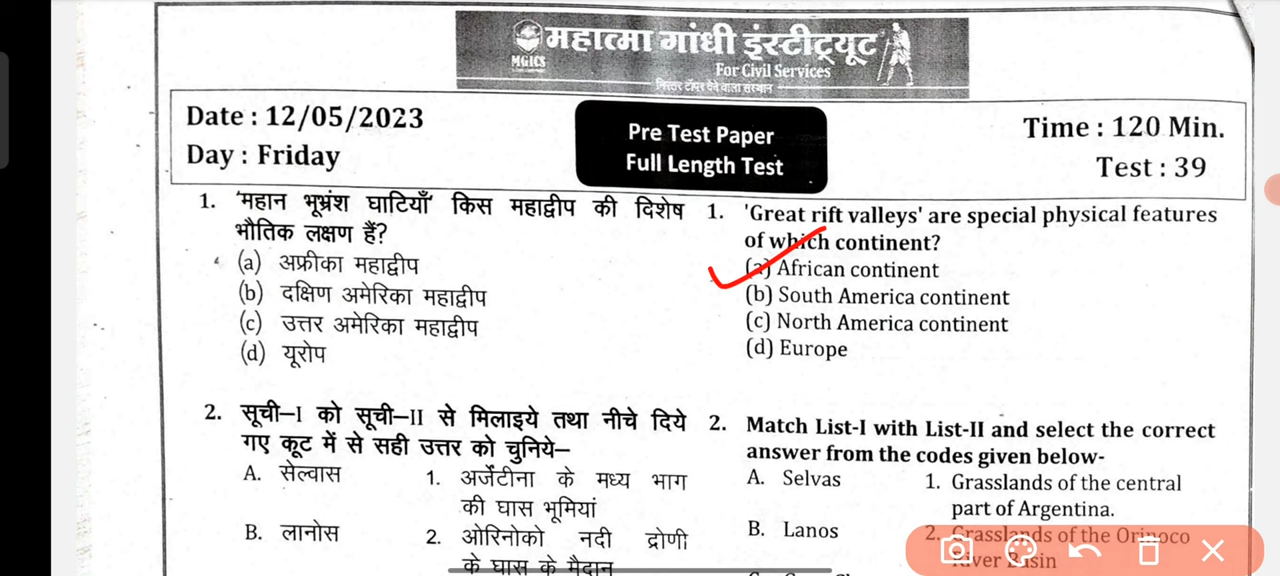 महात्मा गांधी इंस्टीट्रयूट
MGICS
For Civil Services
निरंतर टॉपर देने वाला संस्थान
Date : 12/05/2023
Day : Friday
Pre Test Paper
Full Length Test
Time : 120 Min.
Test : 39
1. 'महान भूभ्रंश घाटियाँ' किस महाद्वीप की विशेष
भौतिक लक्षण हैं?
(a) अफ्रीका महाद्वीप
(b) दक्षिण अमेरिका महाद्वीप
(c) उत्तर अमेरिका महाद्वीप
(d) यूरोप
2. सूची–I को सूची–II से मिलाइये तथा नीचे दिये
गए कूट में से सही उत्तर को चुनिये–
A. सेल्वास 1. अर्जेंटीना के मध्य भाग
की घास भूमियां
B. लानोस 2. ओरिनोको नदी द्रोणी
के घास के मैदान
1. 'Great rift valleys' are special physical features
of which continent?
(a) African continent
(b) South America continent
(c) North America continent
(d) Europe
2. Match List-I with List-II and select the correct
answer from the codes given below-
A. Selvas 1. Grasslands of the central
part of Argentina.
B. Lanos 2. Grasslands of the Orinoco
River Basin